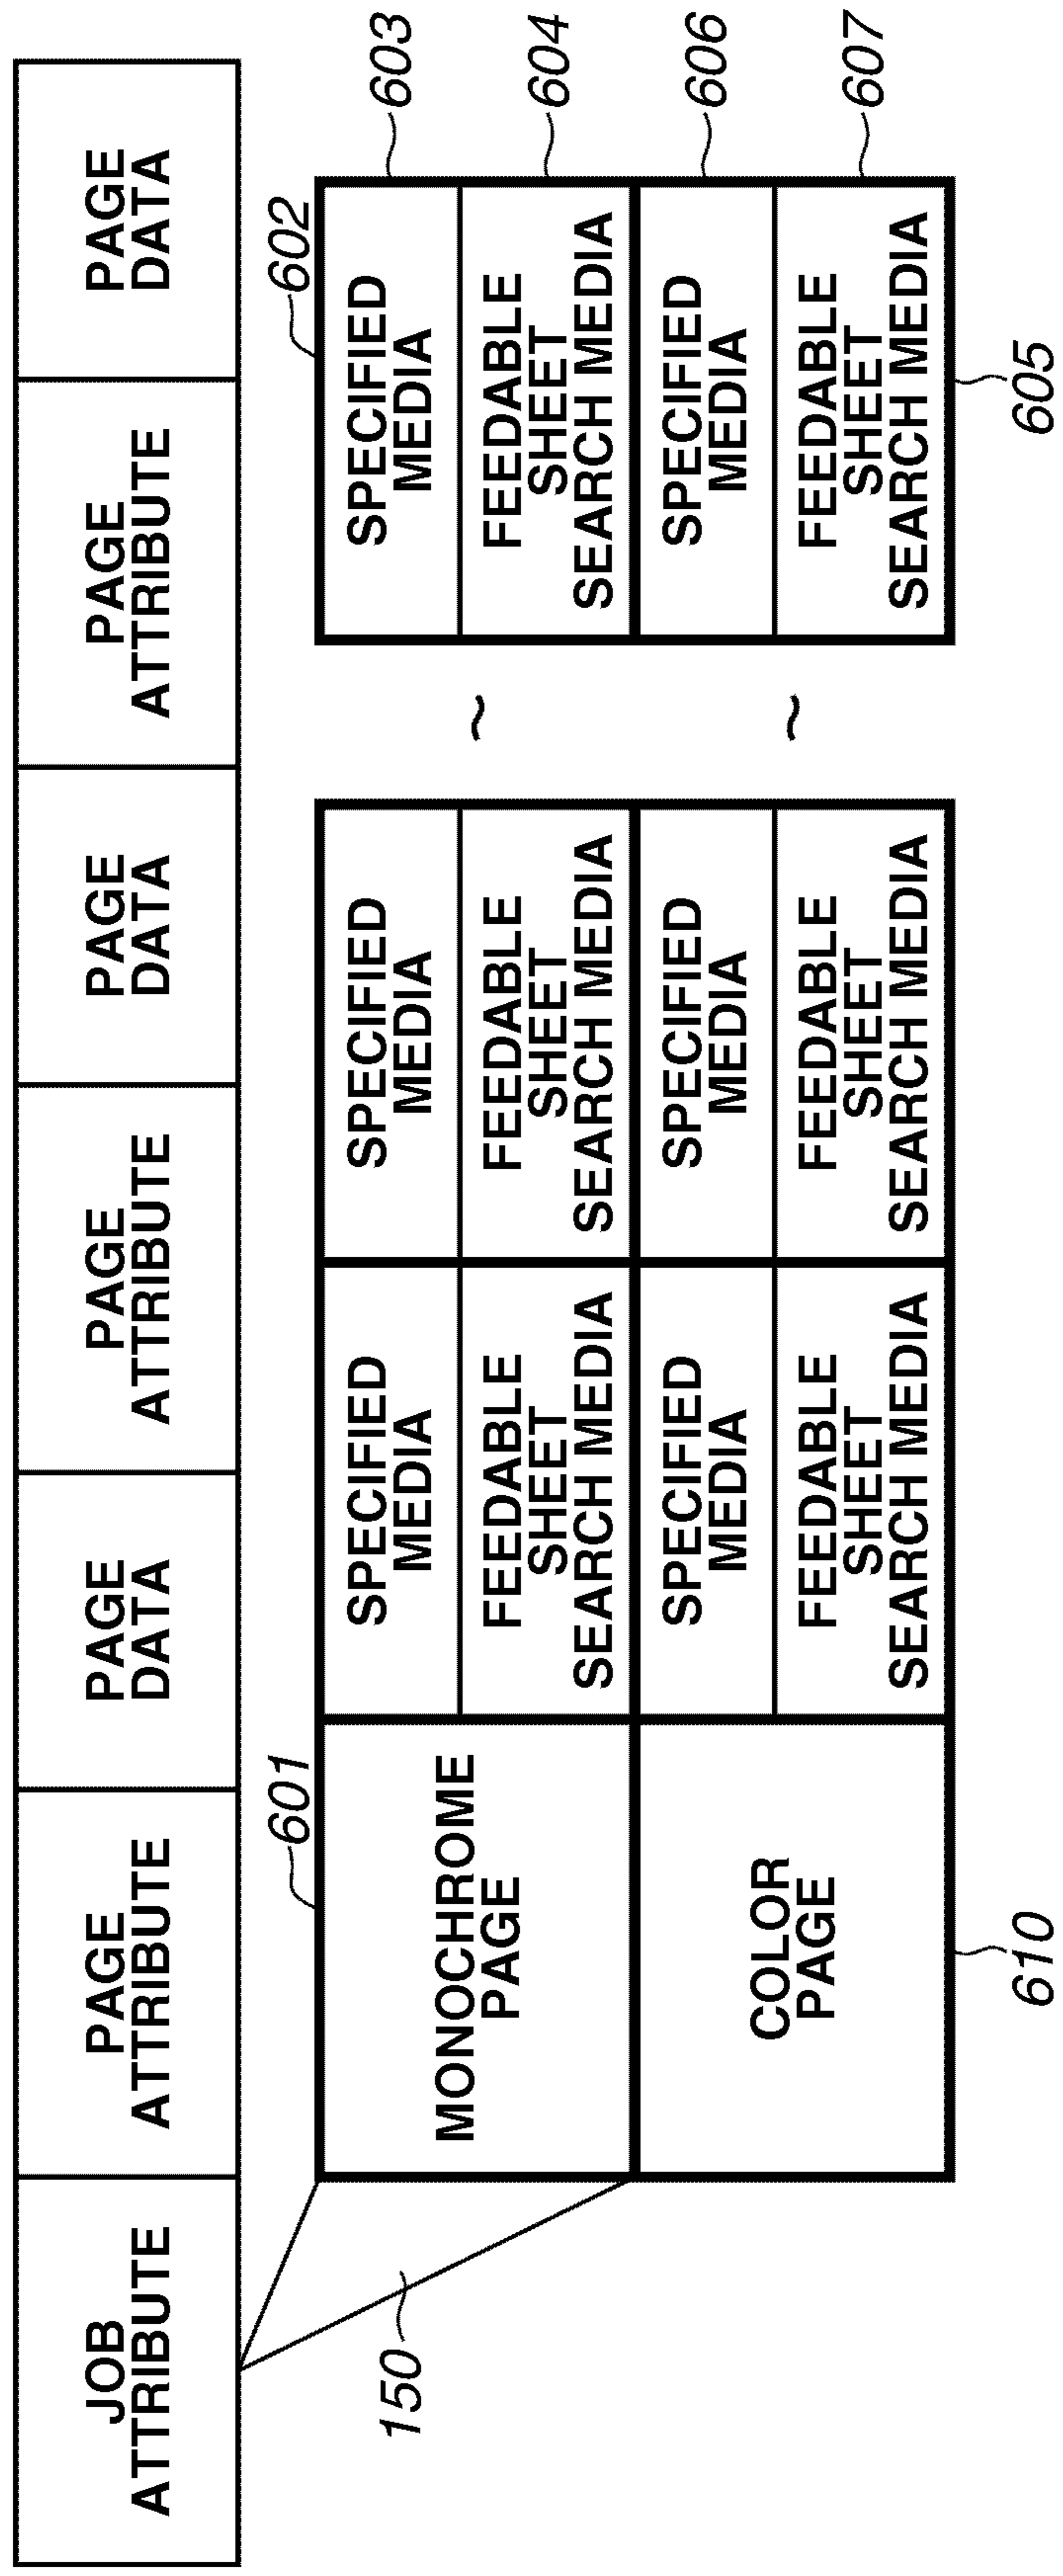 JOB
ATTRIBUTE
PAGE
ATTRIBUTE
PAGE
DATA
PAGE
ATTRIBUTE
PAGE
DATA
PAGE
ATTRIBUTE
PAGE
DATA
150
601
602
MONOCHROME
PAGE
SPECIFIED
MEDIA
SPECIFIED
MEDIA
SPECIFIED
MEDIA
603
FEEDABLE
SHEET
SEARCH MEDIA
FEEDABLE
SHEET
SEARCH MEDIA
~
FEEDABLE
SHEET
SEARCH MEDIA
604
COLOR
PAGE
SPECIFIED
MEDIA
SPECIFIED
MEDIA
SPECIFIED
MEDIA
606
FEEDABLE
SHEET
SEARCH MEDIA
FEEDABLE
SHEET
SEARCH MEDIA
~
FEEDABLE
SHEET
SEARCH MEDIA
607
610
605